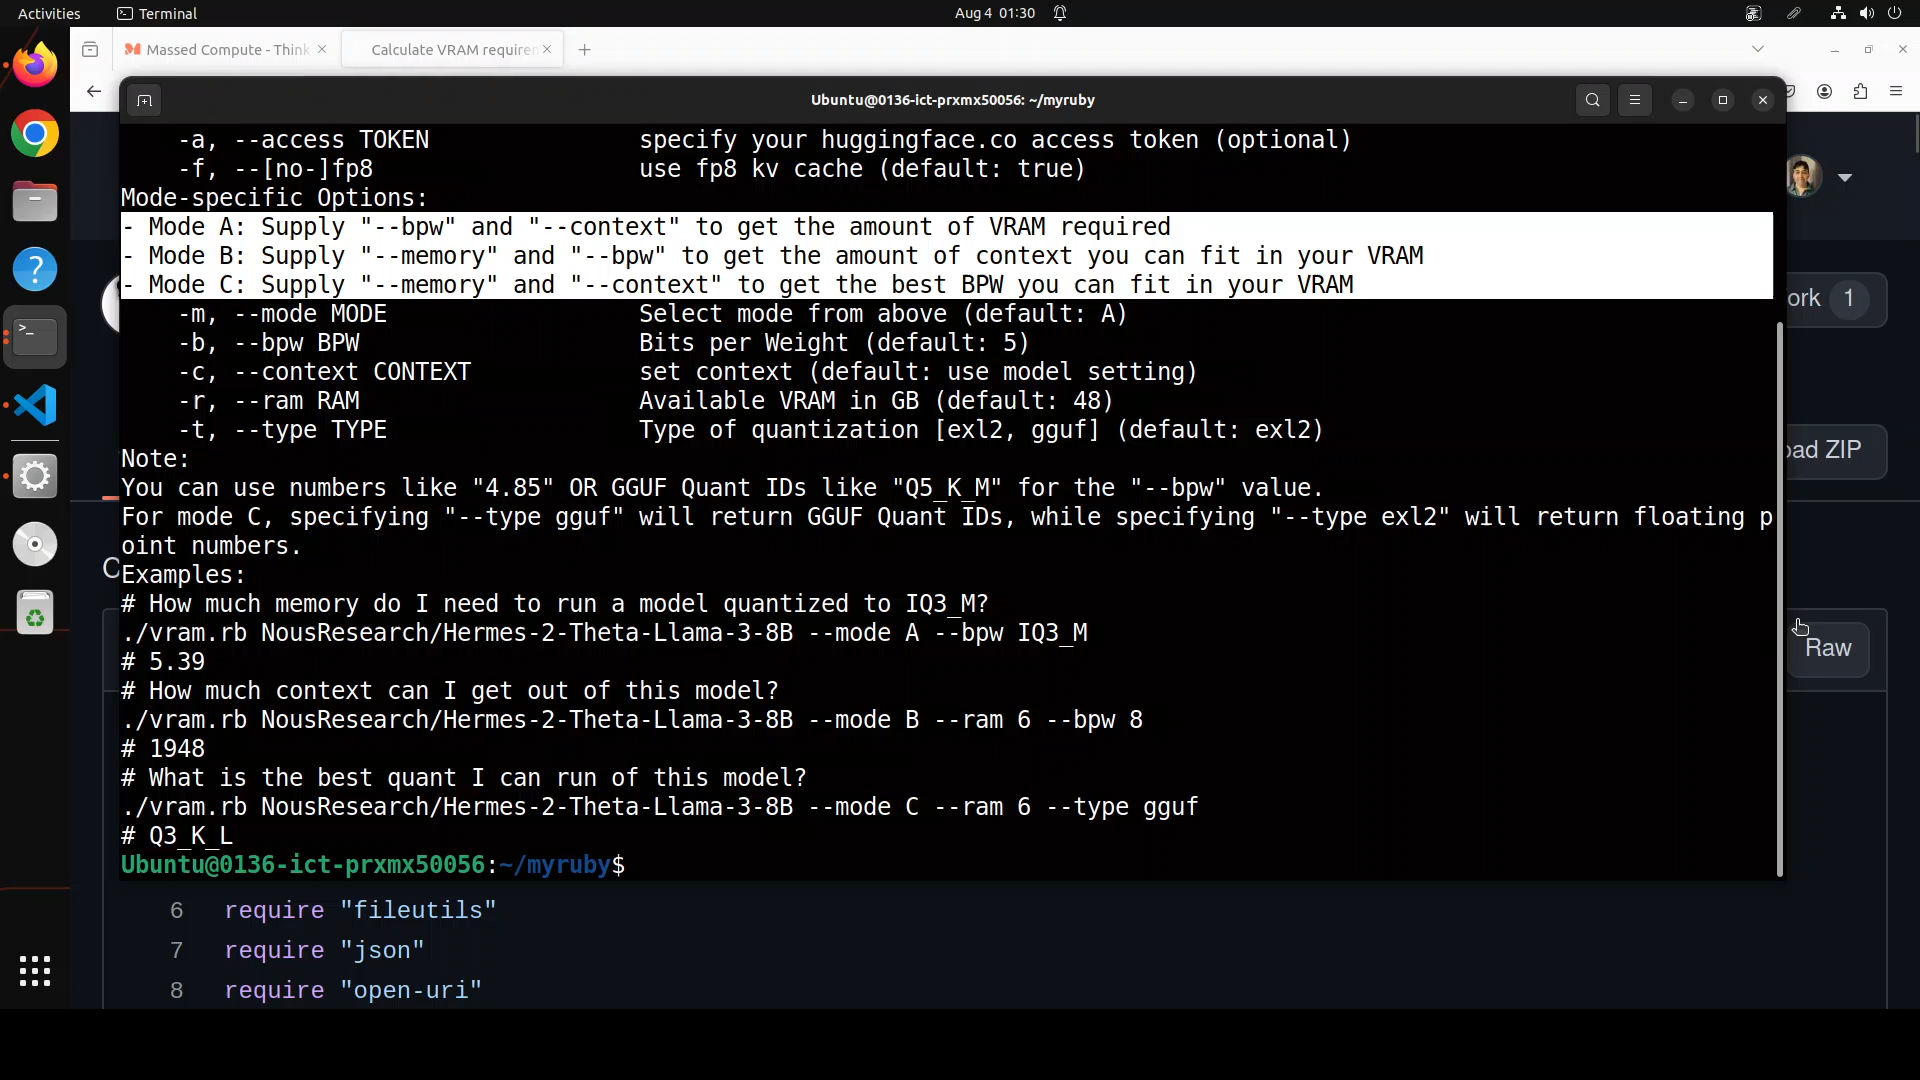 Activities
Terminal
Aug 4 01:30
Massed Compute - Think
Calculate VRAM requirem
Ubuntu@0136-ict-prxmx50056: ~/myruby
-a, --access TOKEN specify your huggingface.co access token (optional)
-f, --[no-]fp8 use fp8 kv cache (default: true)
Mode-specific Options:
- Mode A: Supply "--bpw" and "--context" to get the amount of VRAM required
- Mode B: Supply "--memory" and "--bpw" to get the amount of context you can fit in your VRAM
- Mode C: Supply "--memory" and "--context" to get the best BPW you can fit in your VRAM
-m, --mode MODE Select mode from above (default: A)
-b, --bpw BPW Bits per Weight (default: 5)
-c, --context CONTEXT set context (default: use model setting)
-r, --ram RAM Available VRAM in GB (default: 48)
-t, --type TYPE Type of quantization [exl2, gguf] (default: exl2)
Note:
You can use numbers like "4.85" OR GGUF Quant IDs like "Q5_K_M" for the "--bpw" value.
For mode C, specifying "--type gguf" will return GGUF Quant IDs, while specifying "--type exl2" will return floating p
oint numbers.
Examples:
# How much memory do I need to run a model quantized to IQ3_M?
./vram.rb NousResearch/Hermes-2-Theta-Llama-3-8B --mode A --bpw IQ3_M
# 5.39
# How much context can I get out of this model?
./vram.rb NousResearch/Hermes-2-Theta-Llama-3-8B --mode B --ram 6 --bpw 8
# 1948
# What is the best quant I can run of this model?
./vram.rb NousResearch/Hermes-2-Theta-Llama-3-8B --mode C --ram 6 --type gguf
# Q3_K_L
Ubuntu@0136-ict-prxmx50056:~/myruby$
ork 1
oad ZIP
C
Raw
6 require "fileutils"
7 require "json"
8 require "open-uri"